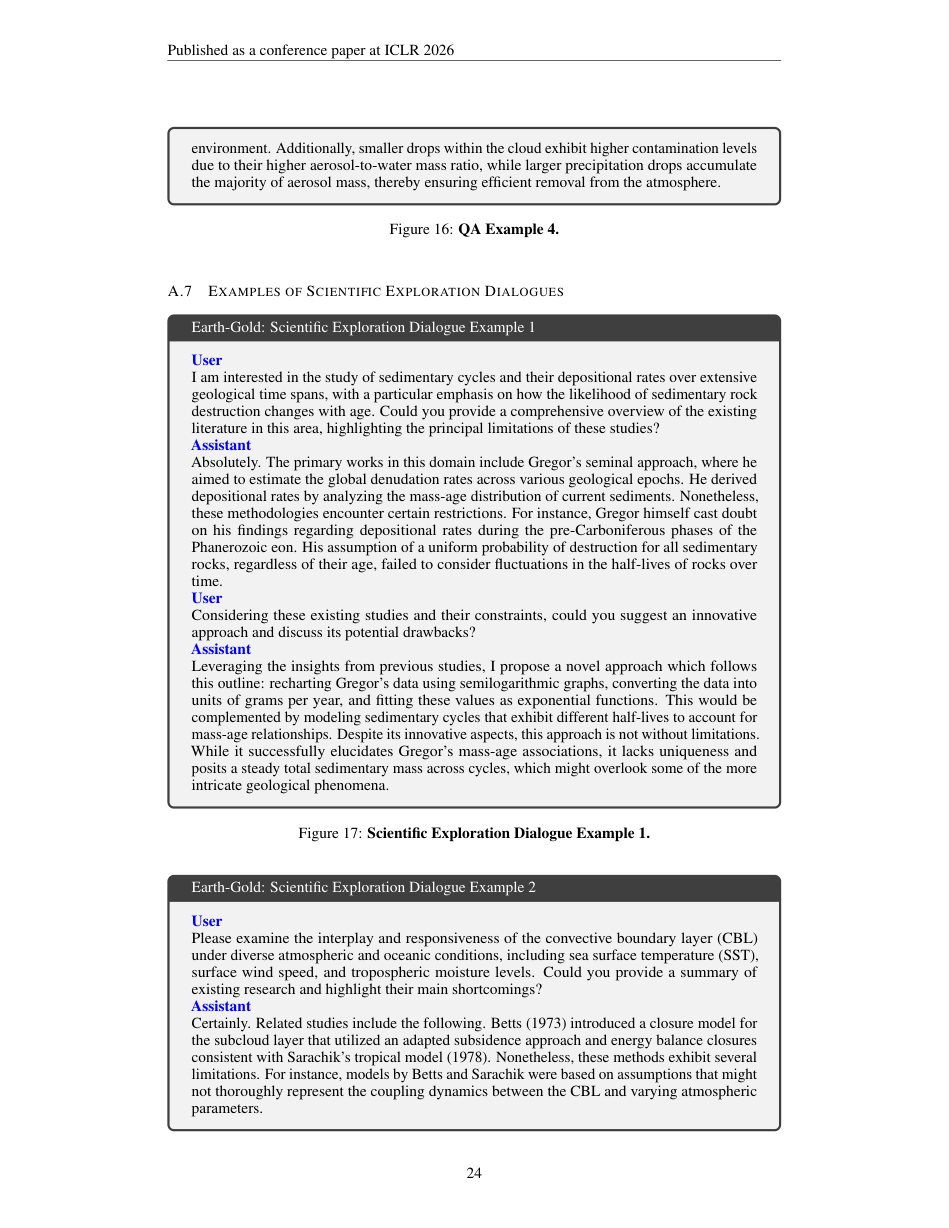 Published as a conference paper at ICLR 2026
environment. Additionally, smaller drops within the cloud exhibit higher contamination levels
due to their higher aerosol-to-water mass ratio, while larger precipitation drops accumulate
the majority of aerosol mass, thereby ensuring efficient removal from the atmosphere.
Figure 16: QA Example 4.
A.7 EXAMPLES OF SCIENTIFIC EXPLORATION DIALOGUES
Earth-Gold: Scientific Exploration Dialogue Example 1
User
I am interested in the study of sedimentary cycles and their depositional rates over extensive
geological time spans, with a particular emphasis on how the likelihood of sedimentary rock
destruction changes with age. Could you provide a comprehensive overview of the existing
literature in this area, highlighting the principal limitations of these studies?
Assistant
Absolutely. The primary works in this domain include Gregor's seminal approach, where he
aimed to estimate the global denudation rates across various geological epochs. He derived
depositional rates by analyzing the mass-age distribution of current sediments. Nonetheless,
these methodologies encounter certain restrictions. For instance, Gregor himself cast doubt
on his findings regarding depositional rates during the pre-Carboniferous phases of the
Phanerozoic eon. His assumption of a uniform probability of destruction for all sedimentary
rocks, regardless of their age, failed to consider fluctuations in the half-lives of rocks over
time.
User
Considering these existing studies and their constraints, could you suggest an innovative
approach and discuss its potential drawbacks?
Assistant
Leveraging the insights from previous studies, I propose a novel approach which follows
this outline: recharting Gregor's data using semilogarithmic graphs, converting the data into
units of grams per year, and fitting these values as exponential functions. This would be
complemented by modeling sedimentary cycles that exhibit different half-lives to account for
mass-age relationships. Despite its innovative aspects, this approach is not without limitations.
While it successfully elucidates Gregor's mass-age associations, it lacks uniqueness and
posits a steady total sedimentary mass across cycles, which might overlook some of the more
intricate geological phenomena.
Figure 17: Scientific Exploration Dialogue Example 1.
Earth-Gold: Scientific Exploration Dialogue Example 2
User
Please examine the interplay and responsiveness of the convective boundary layer (CBL)
under diverse atmospheric and oceanic conditions, including sea surface temperature (SST),
surface wind speed, and tropospheric moisture levels. Could you provide a summary of
existing research and highlight their main shortcomings?
Assistant
Certainly. Related studies include the following. Betts (1973) introduced a closure model for
the subcloud layer that utilized an adapted subsidence approach and energy balance closures
consistent with Sarachik's tropical model (1978). Nonetheless, these methods exhibit several
limitations. For instance, models by Betts and Sarachik were based on assumptions that might
not thoroughly represent the coupling dynamics between the CBL and varying atmospheric
parameters.
24